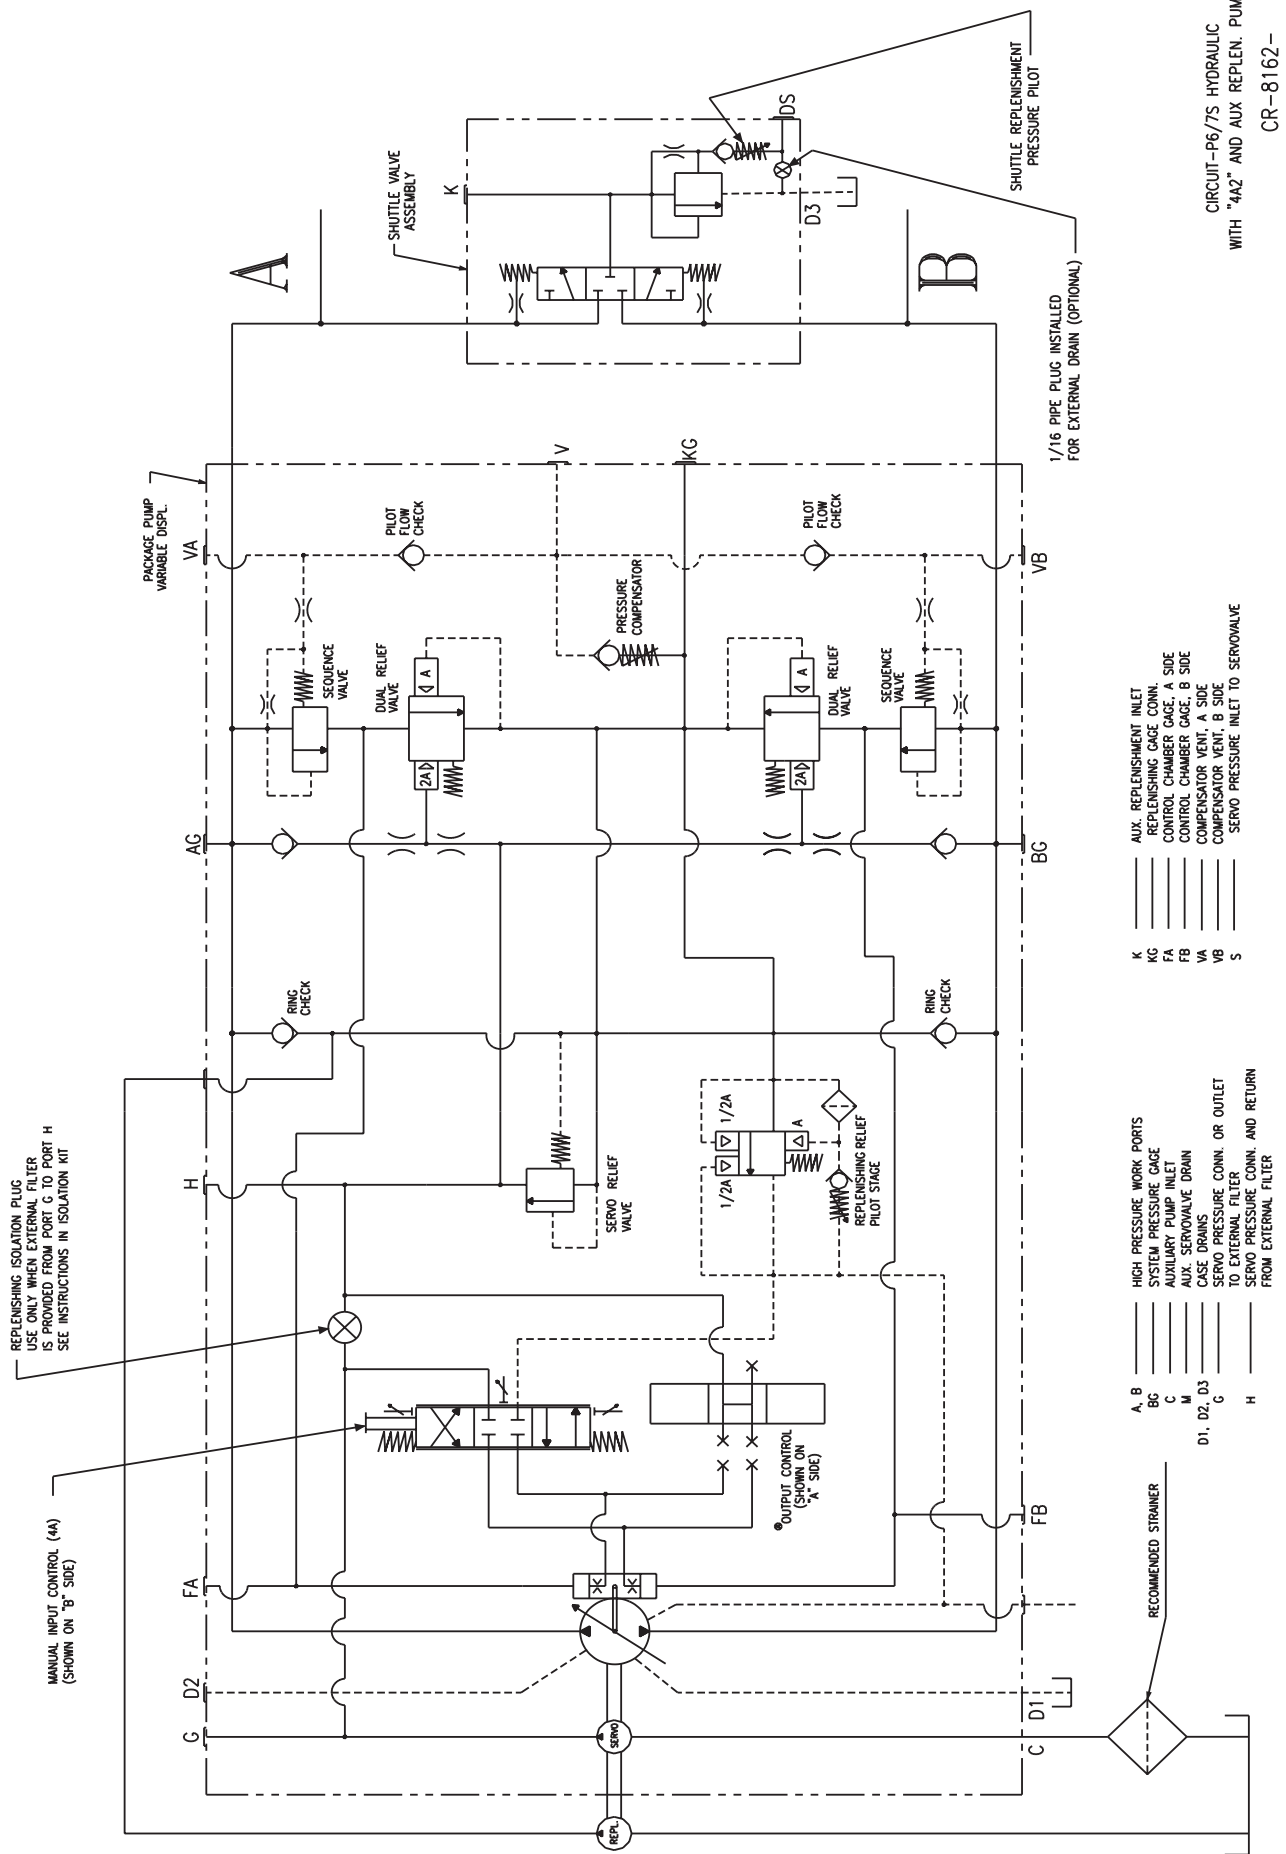 REPLENISHING ISOLATION PLUG
USE ONLY WHEN EXTERNAL FILTER
IS PROVIDED FROM PORT G TO PORT H
SEE INSTRUCTIONS IN ISOLATION KIT
MANUAL INPUT CONTROL (4A)
(SHOWN ON "B" SIDE)
PACKAGE PUMP
VARIABLE DISPL.
G
D2
FA
H
AG
VA
A
SHUTTLE VALVE
ASSEMBLY
K
DS
D3
SHUTTLE REPLENISHMENT
PRESSURE PILOT
B
1/16 PIPE PLUG INSTALLED
FOR EXTERNAL DRAIN (OPTIONAL)
RING
CHECK
SEQUENCE
VALVE
PILOT
FLOW
CHECK
DUAL RELIEF
VALVE
2A
A
V
KG
PRESSURE
COMPENSATOR
SERVO RELIEF
VALVE
1/2A
1/2A
A
REPLENISHING RELIEF
PILOT STAGE
DUAL RELIEF
VALVE
2A
A
PILOT
FLOW
CHECK
SEQUENCE
VALVE
RING
CHECK
OUTPUT CONTROL
(SHOWN ON
"A" SIDE)
REPL.
SERVO
C
D1
FB
BG
VB
RECOMMENDED STRAINER
A, B HIGH PRESSURE WORK PORTS
BG SYSTEM PRESSURE GAGE
C AUXILIARY PUMP INLET
M AUX. SERVOVALVE DRAIN
D1, D2, D3 CASE DRAINS
G SERVO PRESSURE CONN. OR OUTLET
TO EXTERNAL FILTER
H SERVO PRESSURE CONN. AND RETURN
FROM EXTERNAL FILTER
K AUX. REPLENISHMENT INLET
KG REPLENISHING GAGE CONN.
FA CONTROL CHAMBER GAGE, A SIDE
FB CONTROL CHAMBER GAGE, B SIDE
VA COMPENSATOR VENT, A SIDE
VB COMPENSATOR VENT, B SIDE
S SERVO PRESSURE INLET TO SERVOVALVE
CIRCUIT-P6/7S HYDRAULIC
WITH "4A2" AND AUX REPLEN. PUM
CR-8162-